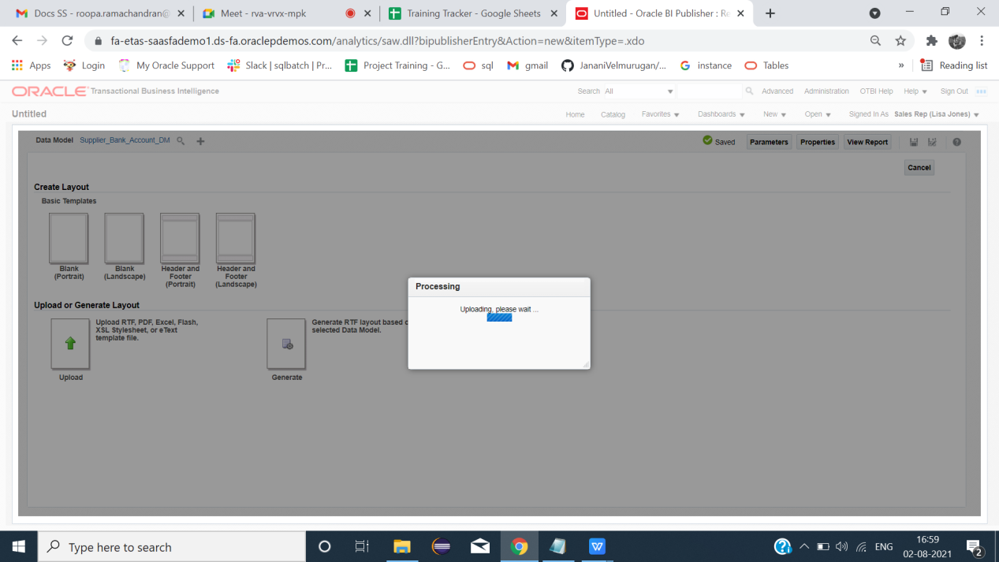 Docs SS - roopa.ramachandran@
Meet - rva-vrvx-mpk
Training Tracker - Google Sheets
Untitled - Oracle BI Publisher : Re
fa-etas-saasfademo1.ds-fa.oraclepdemos.com/analytics/saw.dll?bipublisherEntry&Action=new&itemType=.xdo
Apps
Login
My Oracle Support
Slack | sqlbatch | Pr...
Project Training - G...
sql
gmail
JananiVelmurugan/...
instance
Tables
»
Reading list
ORACLE Transactional Business Intelligence
Search All
Advanced
Administration
OTBI Help
Help
Sign Out
Untitled
Home
Catalog
Favorites
Dashboards
New
Open
Signed In As Sales Rep (Lisa Jones)
Data Model Supplier_Bank_Account_DM
Saved
Parameters
Properties
View Report
Cancel
Create Layout
Basic Templates
Blank
(Portrait)
Blank
(Landscape)
Header and
Footer
(Portrait)
Header and
Footer
(Landscape)
Processing
Uploading, please wait ...
Upload or Generate Layout
Upload RTF, PDF, Excel, Flash,
XSL Stylesheet, or eText
template file.
Upload
Generate RTF layout based
selected Data Model.
Generate
Type here to search
ENG
16:59
02-08-2021
2